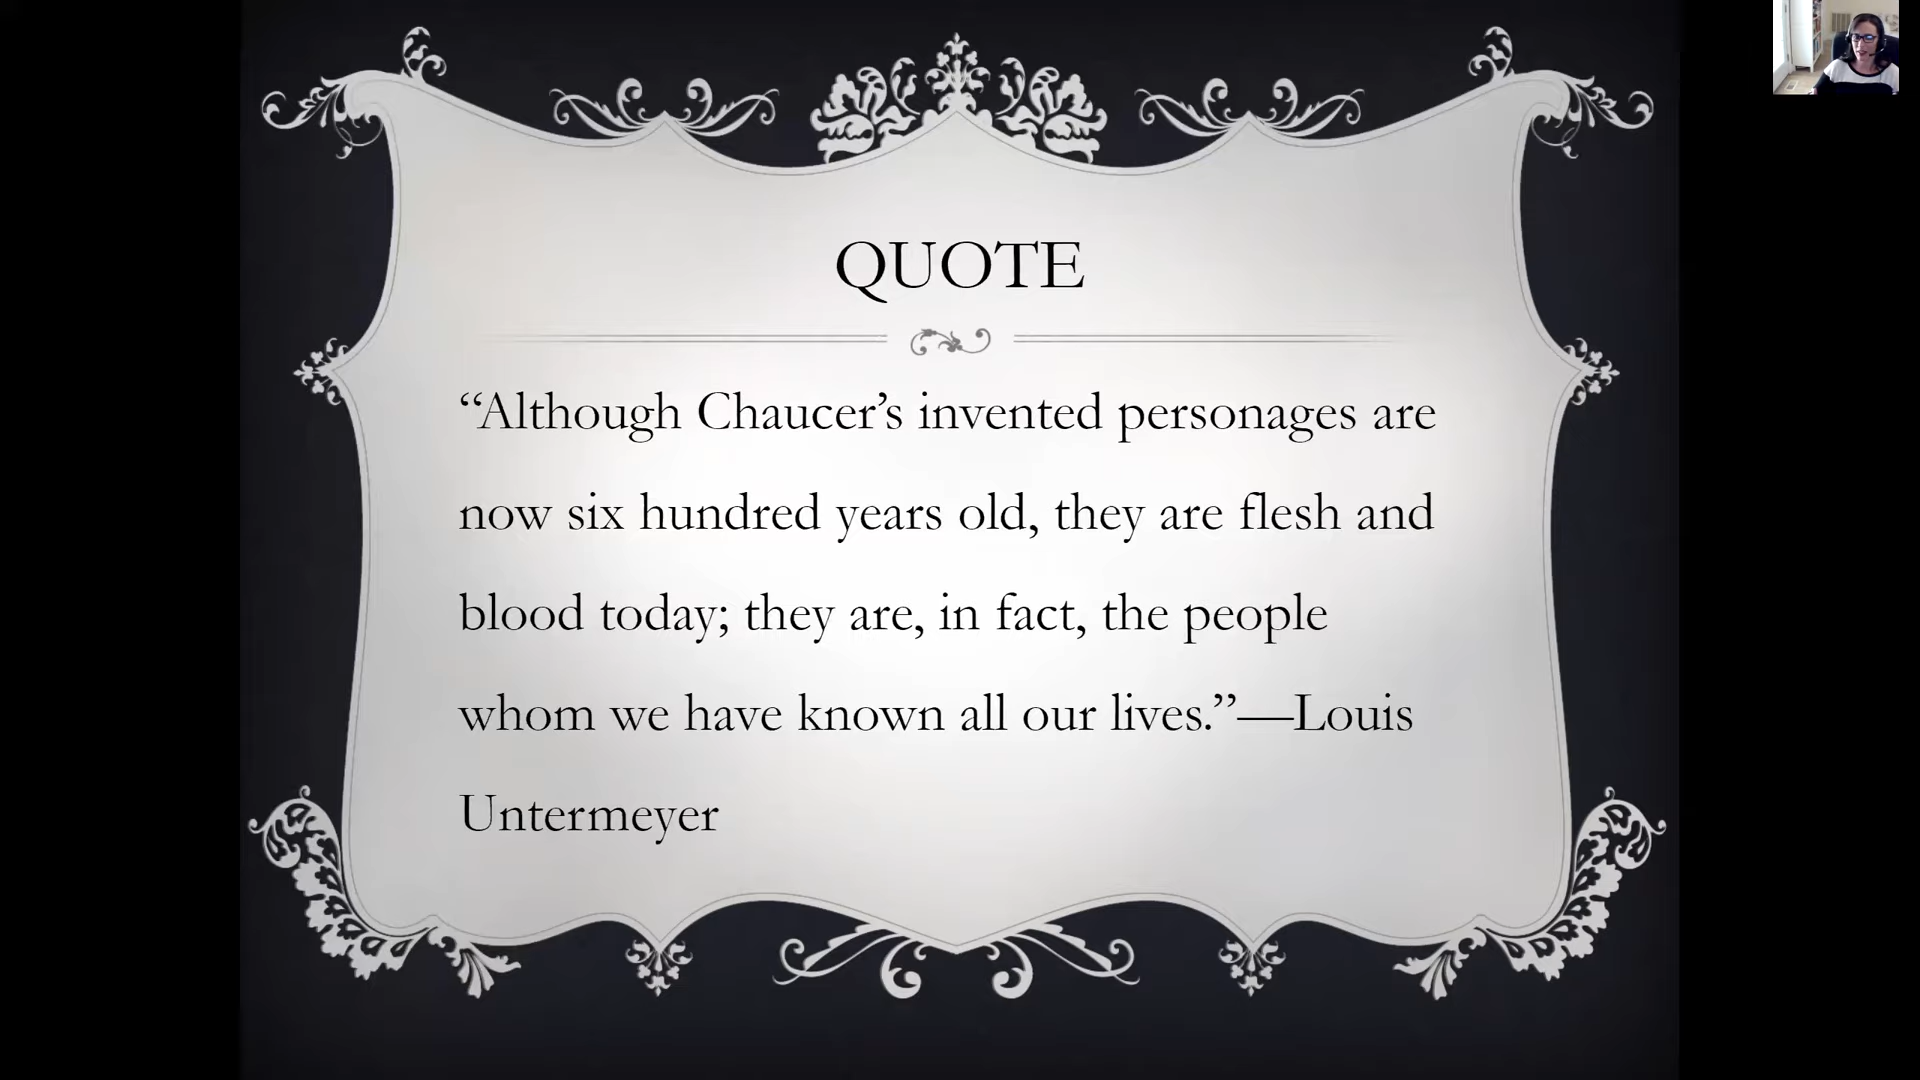 QUOTE
“Although Chaucer’s invented personages are
now six hundred years old, they are flesh and
blood today; they are, in fact, the people
whom we have known all our lives.”—Louis
Untermeyer